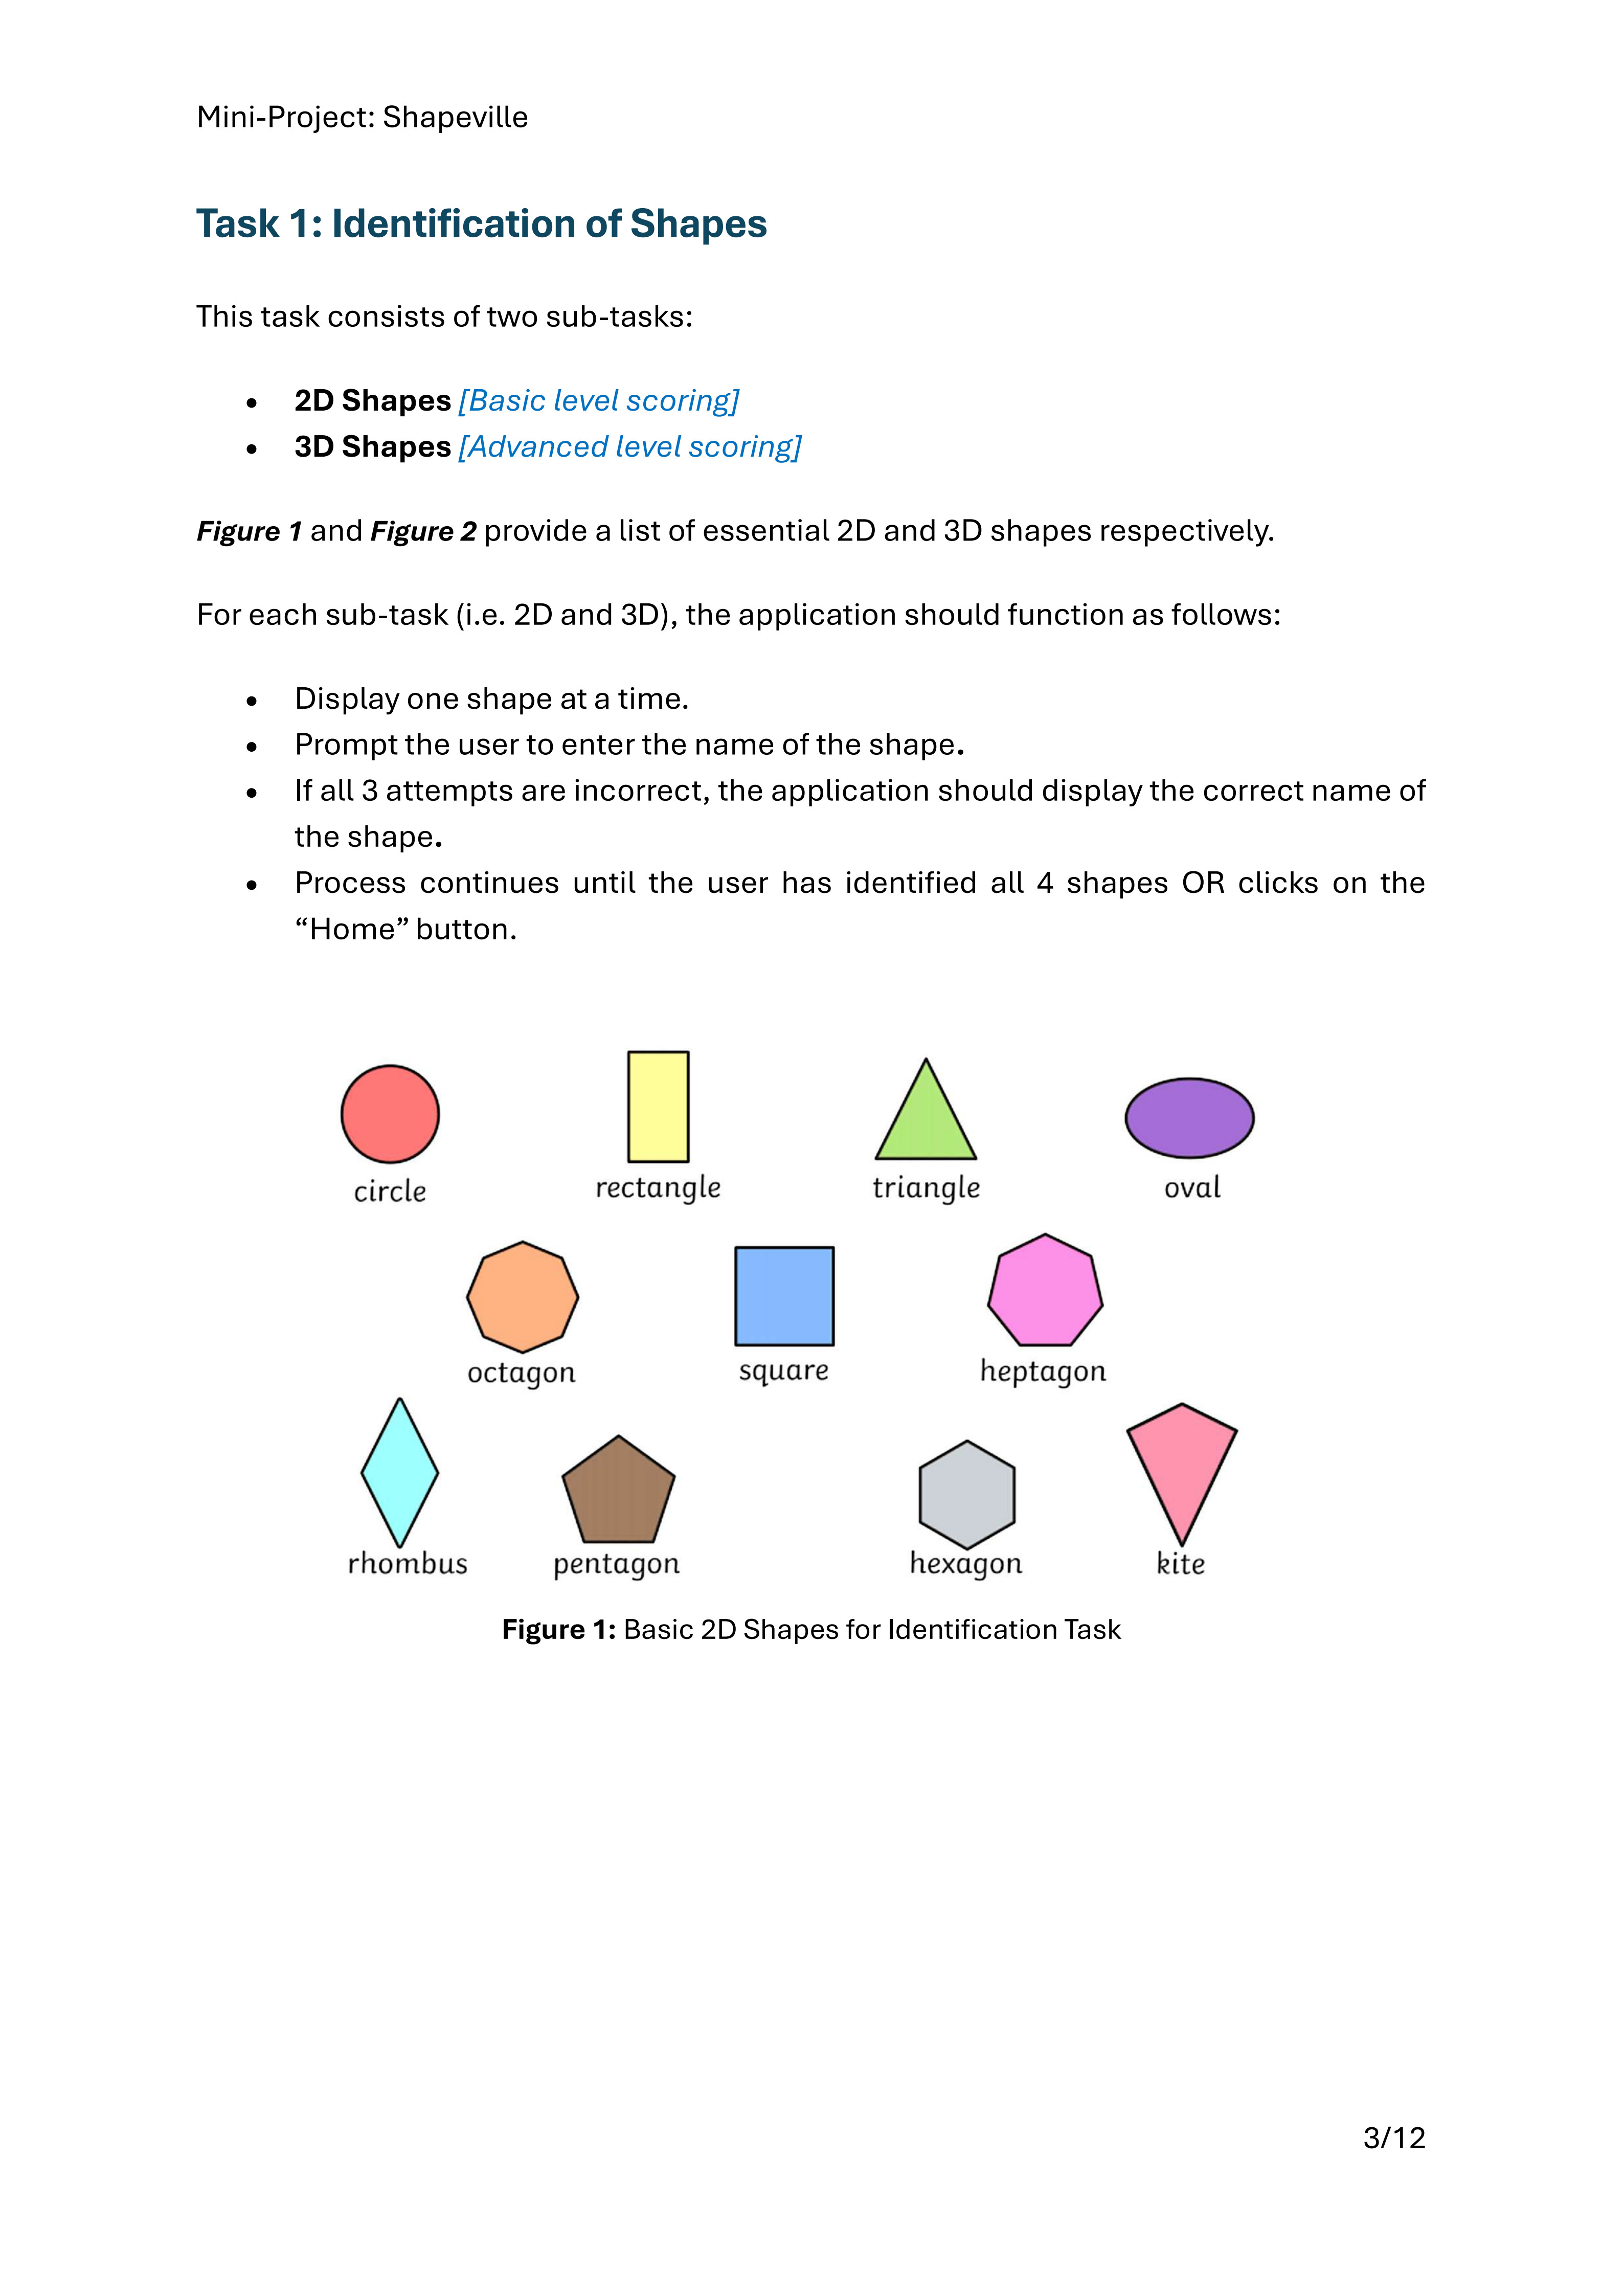 Mini-Project: Shapeville
Task 1: Identification of Shapes
This task consists of two sub-tasks:
• 2D Shapes [Basic level scoring]
• 3D Shapes [Advanced level scoring]
Figure 1 and Figure 2 provide a list of essential 2D and 3D shapes respectively.
For each sub-task (i.e. 2D and 3D), the application should function as follows:
• Display one shape at a time.
• Prompt the user to enter the name of the shape.
• If all 3 attempts are incorrect, the application should display the correct name of
the shape.
• Process continues until the user has identified all 4 shapes OR clicks on the
“Home” button.
circle rectangle triangle oval
octagon square heptagon
rhombus pentagon hexagon kite
Figure 1: Basic 2D Shapes for Identification Task
3/12